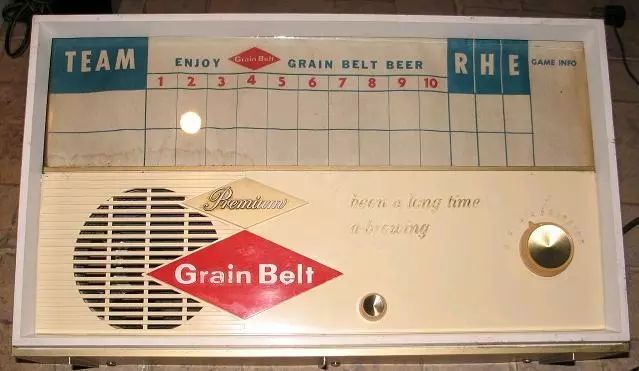 TEAM ENJOY Grain Belt GRAIN BELT BEER R H E GAME INFO
1 2 3 4 5 6 7 8 9 10
Premium
been a long time
a-brewing
Grain Belt